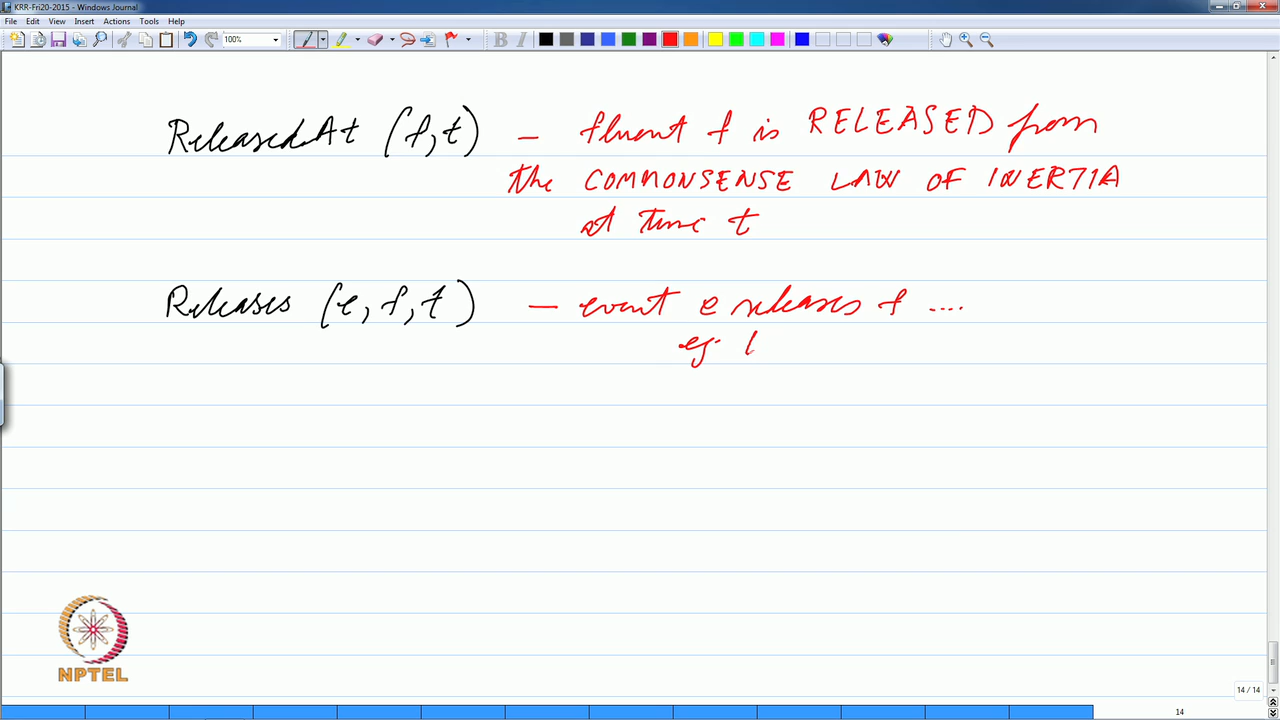 KRR-Fri20-2015 - Windows Journal
File Edit View Insert Actions Tools Help
100%
ReleasedAt (f,t) - fluent f is RELEASED from
the COMMONSENSE LAW OF INERTIA
at time t
Releases (e, f, t) - event e releases f ....
eg.
NPTEL
14 / 14
14